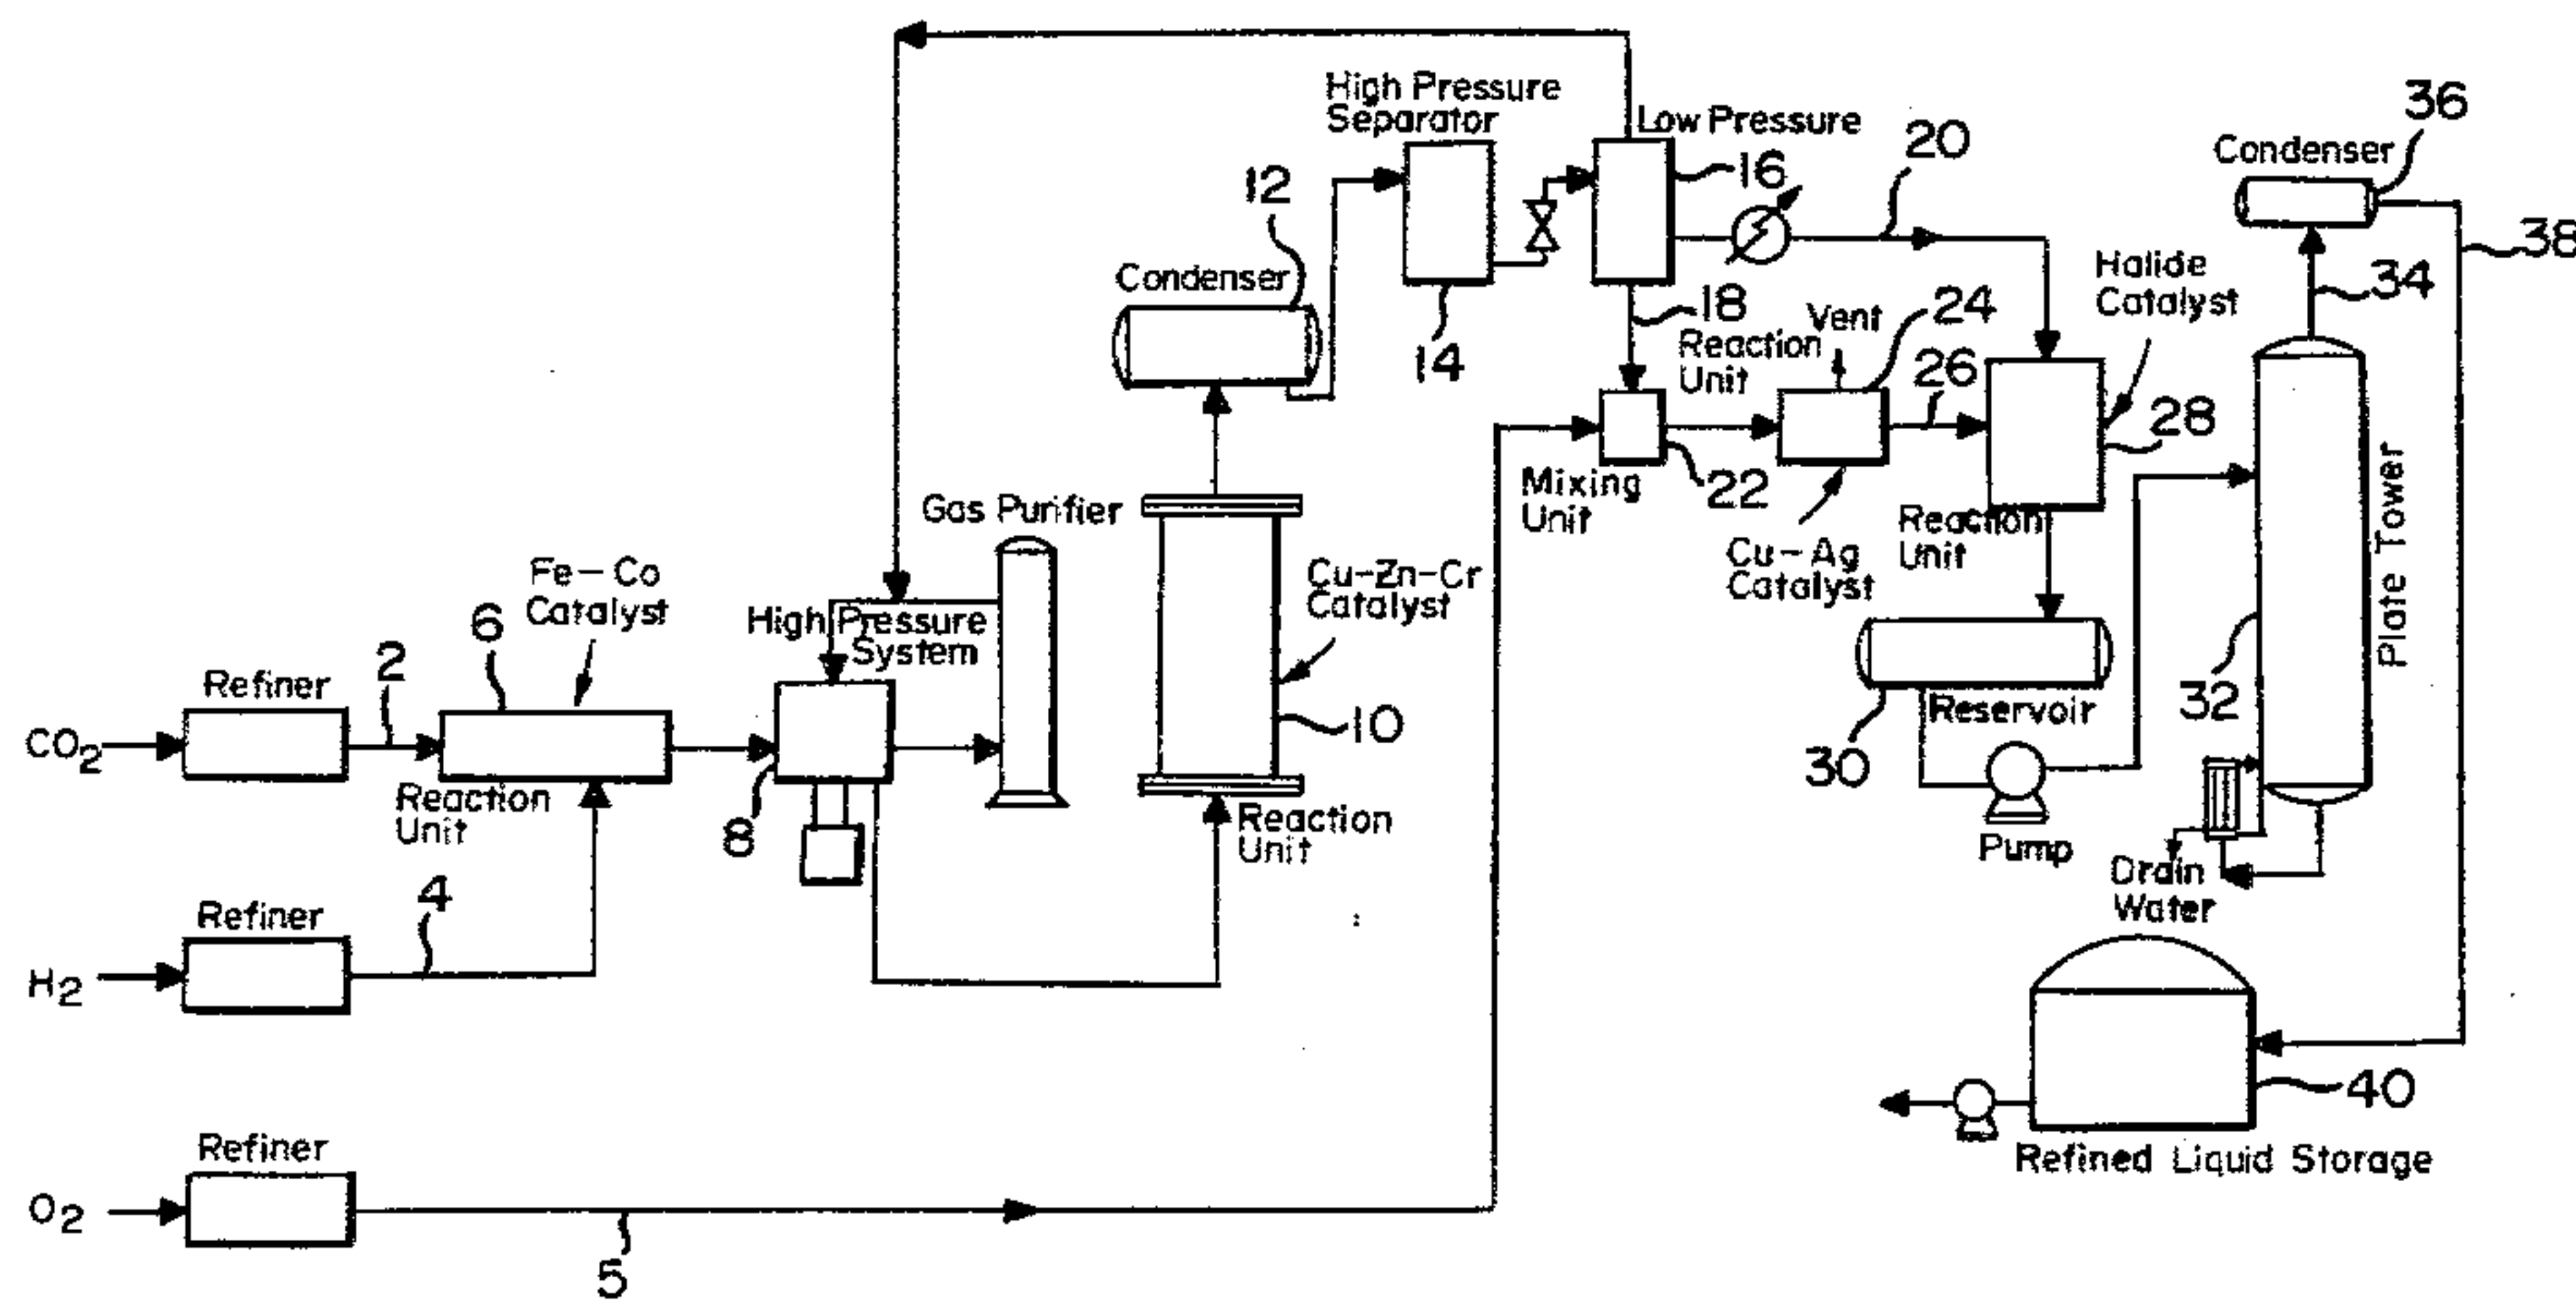 High Pressure
Separator
Low Pressure
36
Condenser
20
16
12
38
Halide
Catalyst
Condenser
34
18
Vent
24
14
Reaction
Unit
26
28
Mixing
Unit
22
Gas Purifier
Reaction
Unit
Cu-Ag
Catalyst
Plate Tower
Fe-Co
Catalyst
Cu-Zn-Cr
Catalyst
6
High Pressure
System
2
Refiner
32
10
Reservoir
CO2
30
Reaction
Unit
8
Reaction
Unit
Pump
Drain
Water
4
Refiner
H2
40
Refiner
Refined Liquid Storage
O2
5